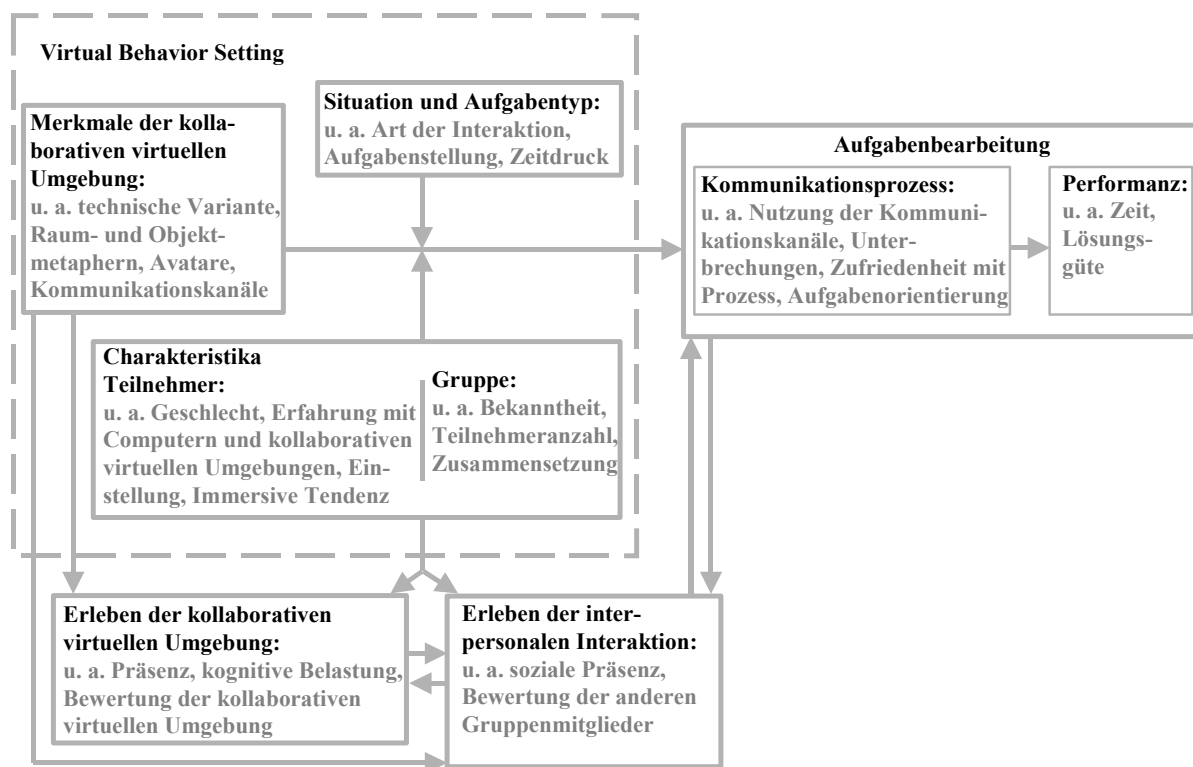 Virtual Behavior Setting
Merkmale der kolla-
borativen virtuellen
Umgebung:
u. a. technische Variante,
Raum- und Objekt-
metaphern, Avatare,
Kommunikationskanäle
Situation und Aufgabentyp:
u. a. Art der Interaktion,
Aufgabenstellung, Zeitdruck
Aufgabenbearbeitung
Kommunikationsprozess:
u. a. Nutzung der Kommuni-
kationskanäle, Unter-
brechungen, Zufriedenheit mit
Prozess, Aufgabenorientierung
Performanz:
u. a. Zeit,
Lösungs-
güte
Charakteristika
Teilnehmer:
u. a. Geschlecht, Erfahrung mit
Computern und kollaborativen
virtuellen Umgebungen, Ein-
stellung, Immersive Tendenz
Gruppe:
u. a. Bekanntheit,
Teilnehmeranzahl,
Zusammensetzung
Erleben der kollaborativen
virtuellen Umgebung:
u. a. Präsenz, kognitive Belastung,
Bewertung der kollaborativen
virtuellen Umgebung
Erleben der inter-
personalen Interaktion:
u. a. soziale Präsenz,
Bewertung der anderen
Gruppenmitglieder